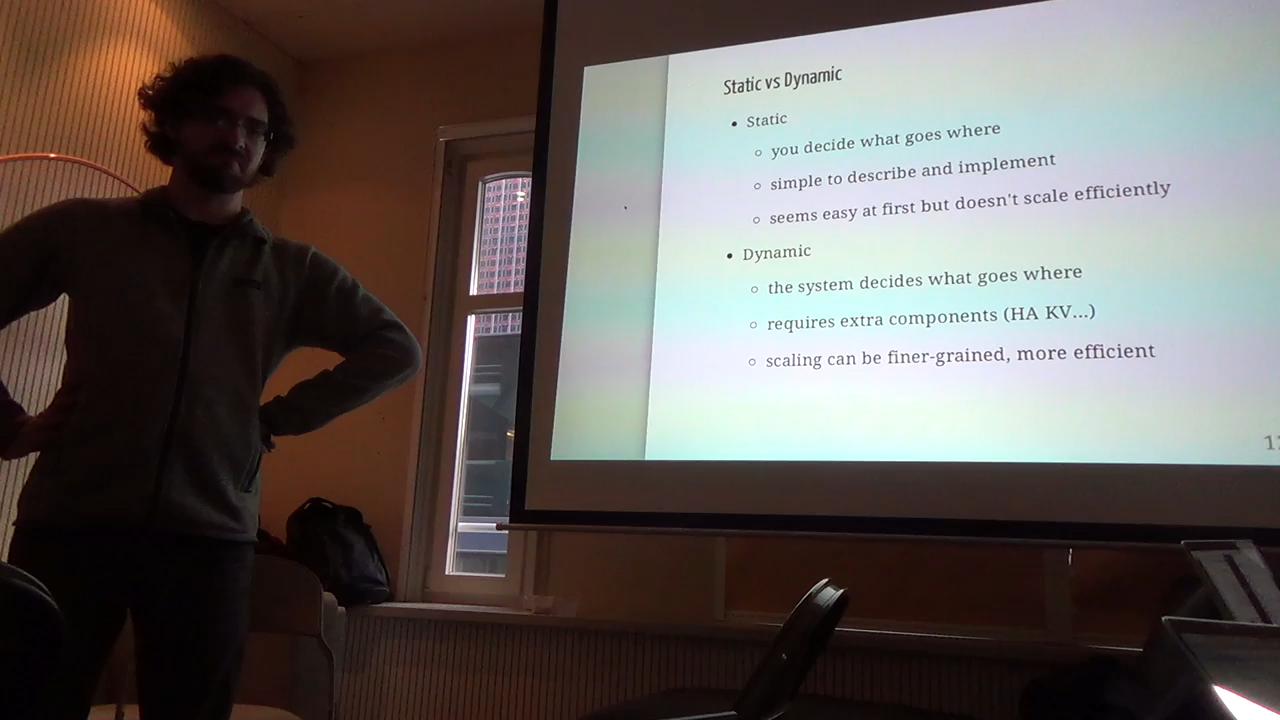 Static vs Dynamic
• Static
○ you decide what goes where
○ simple to describe and implement
○ seems easy at first but doesn't scale efficiently
• Dynamic
○ the system decides what goes where
○ requires extra components (HA KV...)
○ scaling can be finer-grained, more efficient